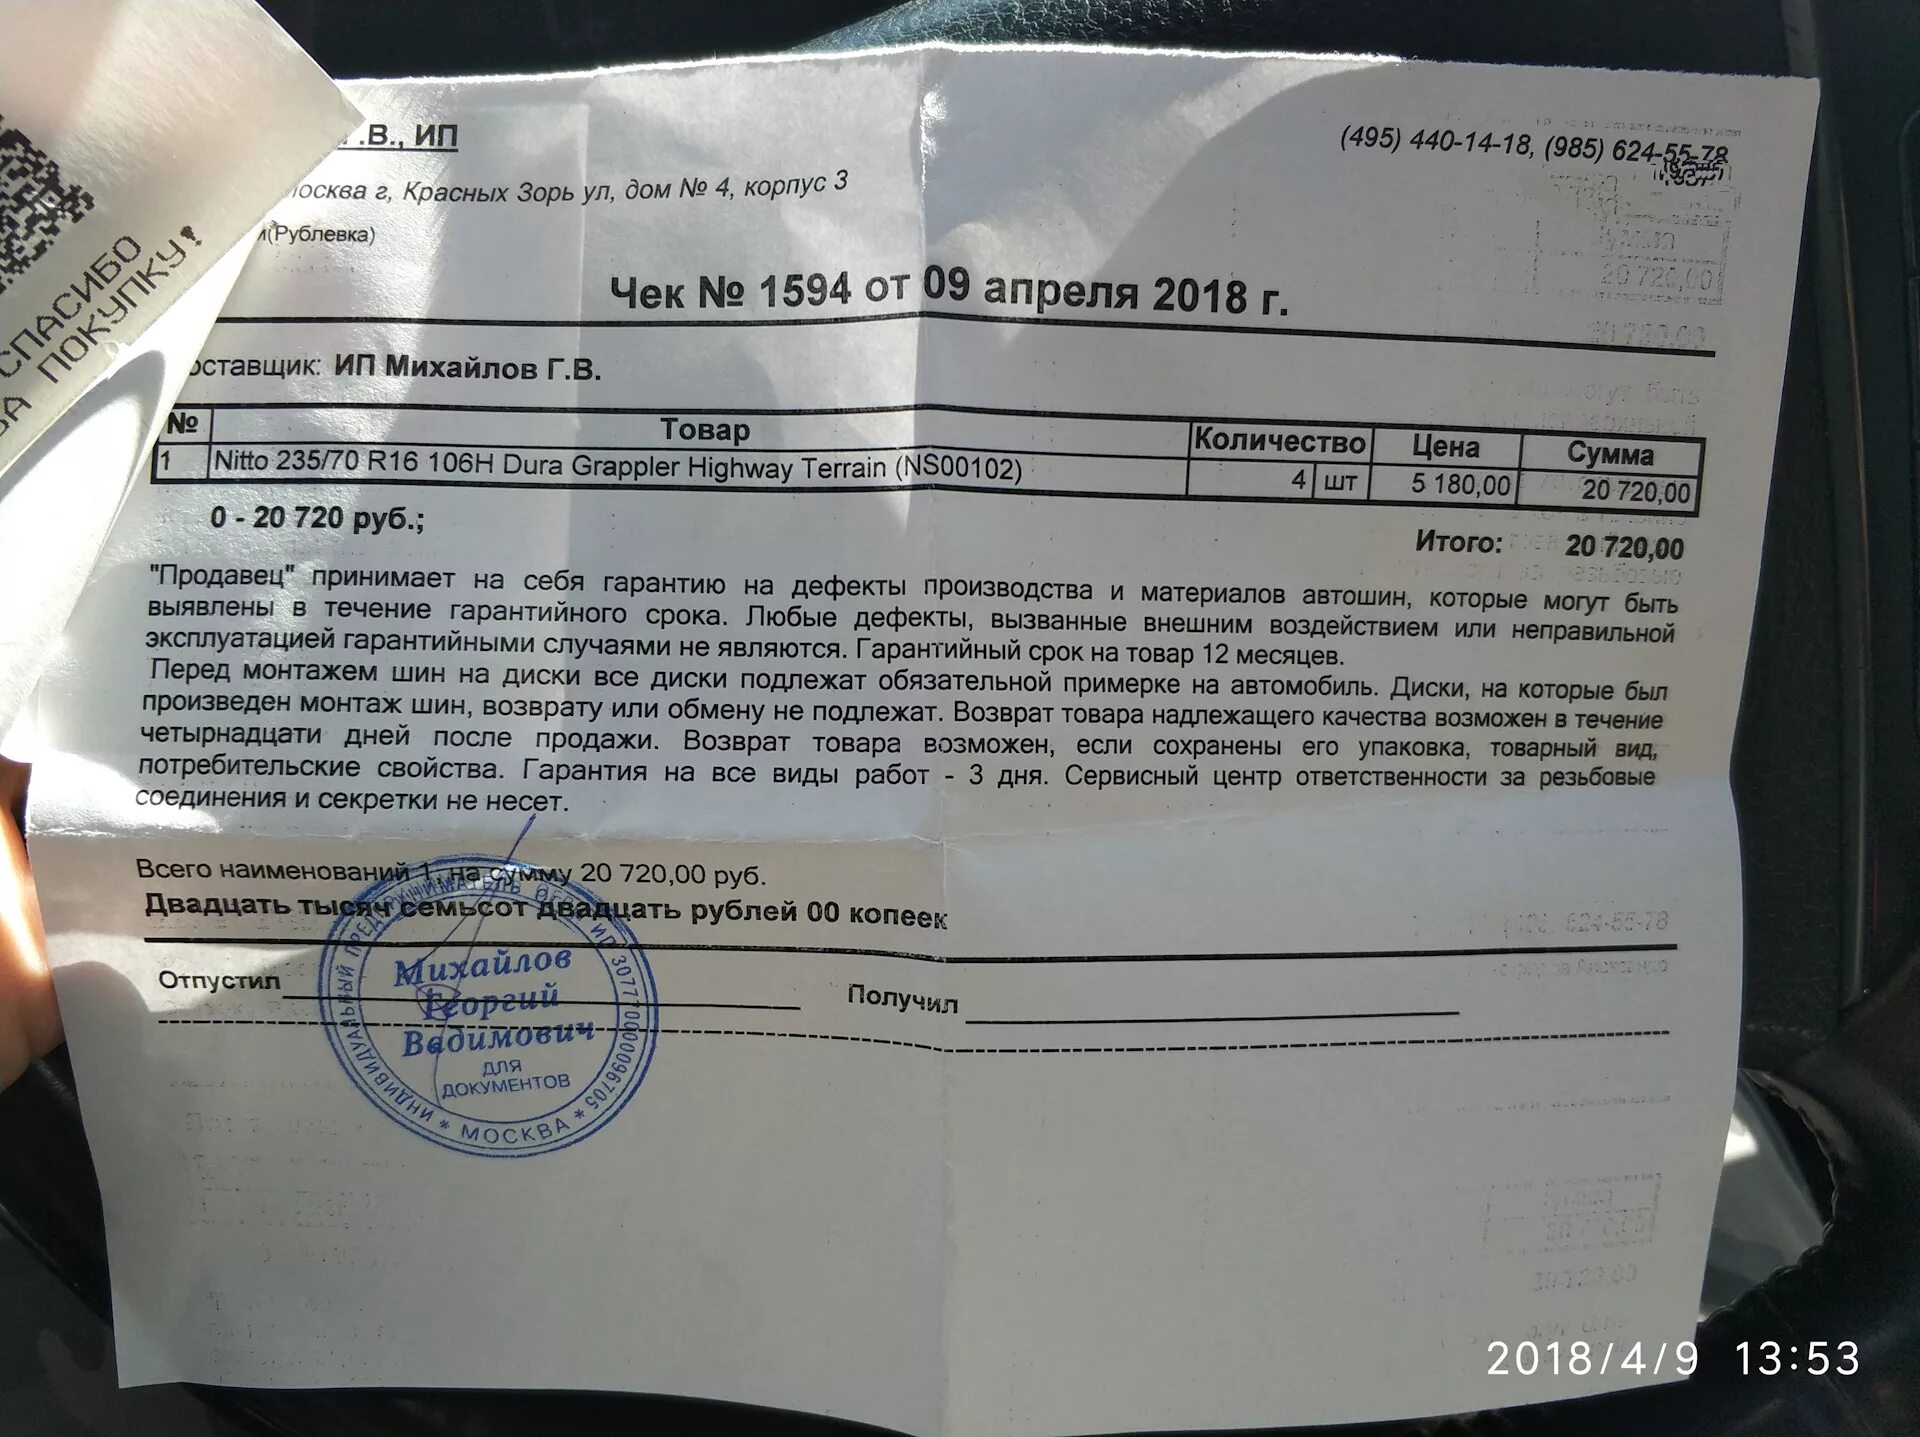 СПАСИБО
ЗА ПОКУПКУ!
.В., ИП
Москва г, Красных Зорь ул, дом № 4, корпус 3
(Рублевка)
(495) 440-14-18, (985) 624-55-78
Чек № 1594 от 09 апреля 2018 г.
оставщик: ИП Михайлов Г.В.
№ Товар Количество Цена Сумма
1 Nitto 235/70 R16 106H Dura Grappler Highway Terrain (NS00102) 4 шт 5 180,00 20 720,00
0 - 20 720 руб.;
Итого: 20 720,00
"Продавец" принимает на себя гарантию на дефекты производства и материалов автошин, которые могут быть
выявлены в течение гарантийного срока. Любые дефекты, вызванные внешним воздействием или неправильной
эксплуатацией гарантийными случаями не являются. Гарантийный срок на товар 12 месяцев.
Перед монтажем шин на диски все диски подлежат обязательной примерке на автомобиль. Диски, на которые был
произведен монтаж шин, возврату или обмену не подлежат. Возврат товара надлежащего качества возможен в течение
четырнадцати дней после продажи. Возврат товара возможен, если сохранены его упаковка, товарный вид,
потребительские свойства. Гарантия на все виды работ - 3 дня. Сервисный центр ответственности за резьбовые
соединения и секретки не несет.
Всего наименований 1, на сумму 20 720,00 руб.
Двадцать тысяч семьсот двадцать рублей 00 копеек
Отпустил
Получил
ИНДИВИДУАЛЬНЫЙ ПРЕДПРИНИМАТЕЛЬ ОГРН ИП 307770000096705
* МОСКВА *
Михайлов
Георгий
Вадимович
ДЛЯ
ДОКУМЕНТОВ
2018/4/9 13:53